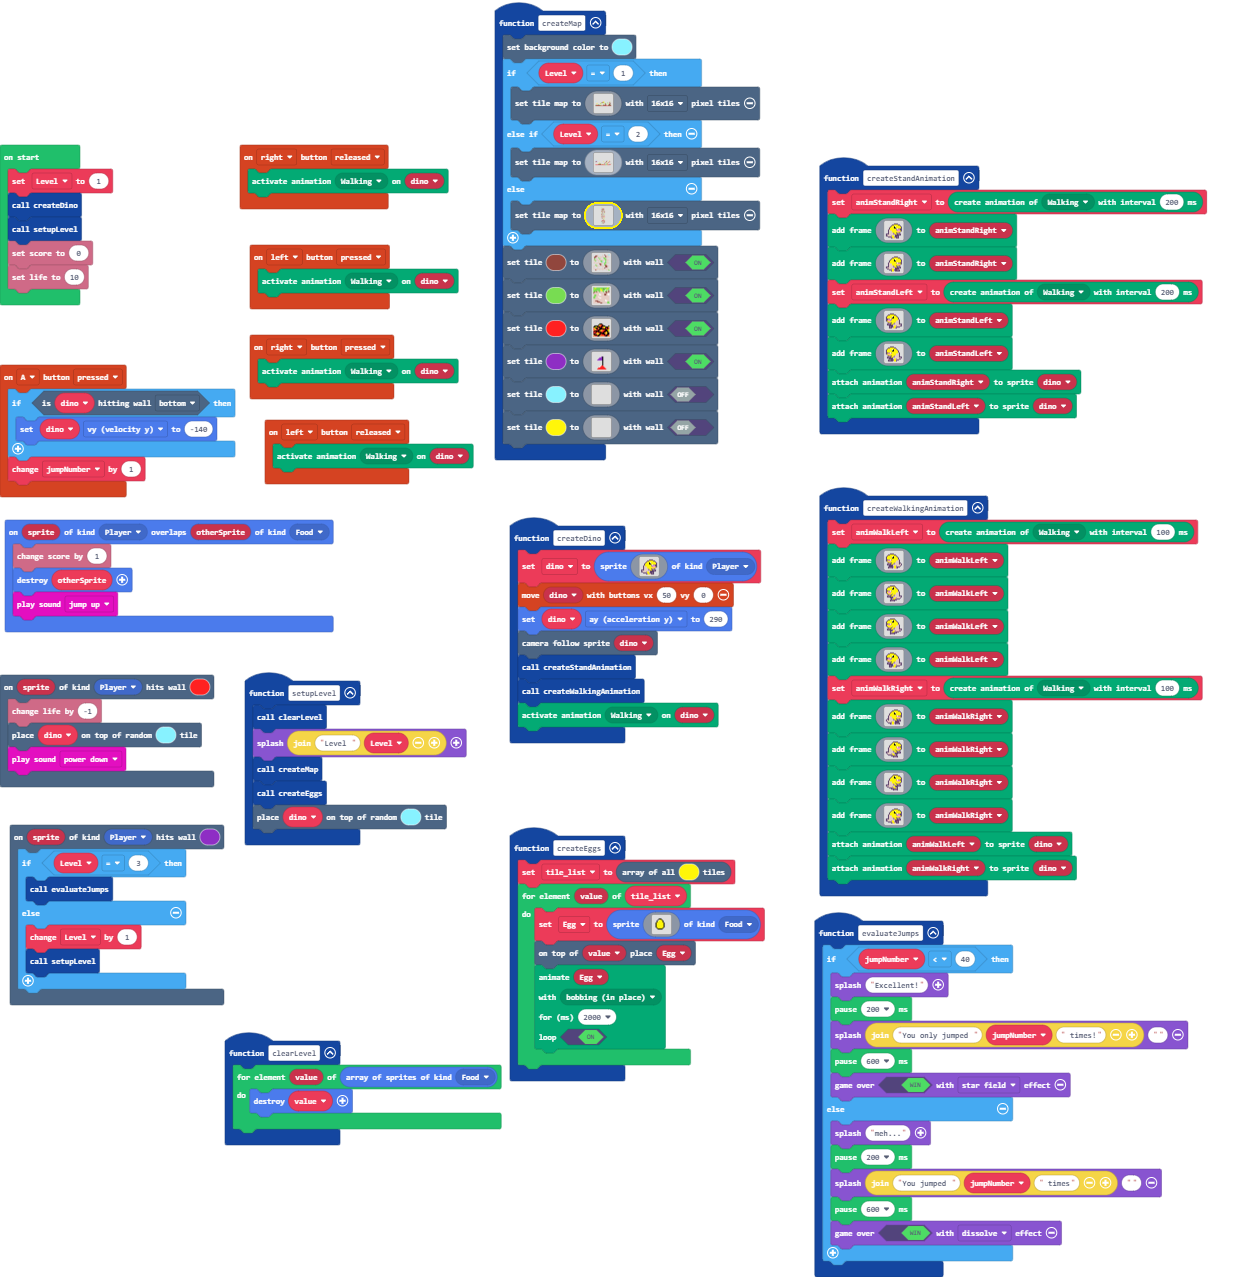 on start
set Level to 1
call createDino
call setupLevel
set score to 0
set life to 10
on A button pressed
if is dino hitting wall bottom then
set dino vy (velocity y) to -140
change jumpNumber by 1
on right button released
activate animation Walking on dino
on left button pressed
activate animation Walking on dino
on right button pressed
activate animation Walking on dino
on left button released
activate animation Walking on dino
on sprite of kind Player overlaps otherSprite of kind Food
change score by 1
destroy otherSprite
play sound jump up
on sprite of kind Player hits wall
change life by -1
place dino on top of random tile
play sound power down
on sprite of kind Player hits wall
if Level = 3 then
call evaluateJumps
else
change Level by 1
call setupLevel
function setupLevel
call clearLevel
splash join "Level " Level
call createMap
call createEggs
place dino on top of random tile
function clearLevel
for element value of array of sprites of kind Food
do
destroy value
function createMap
set background color to
if Level = 1 then
set tile map to with 16x16 pixel tiles
else if Level = 2 then
set tile map to with 16x16 pixel tiles
else
set tile map to with 16x16 pixel tiles
set tile to with wall ON
set tile to with wall ON
set tile to with wall ON
set tile to with wall ON
set tile to with wall OFF
set tile to with wall OFF
function createDino
set dino to sprite of kind Player
move dino with buttons vx 50 vy 0
set dino ay (acceleration y) to 290
camera follow sprite dino
call createStandAnimation
call createWalkingAnimation
activate animation Walking on dino
function createEggs
set tile_list to array of all tiles
for element value of tile_list
do
set Egg to sprite of kind Food
on top of value place Egg
animate Egg
with bobbing (in place)
for (ms) 2000
loop ON
function createStandAnimation
set animStandRight to create animation of Walking with interval 200 ms
add frame to animStandRight
add frame to animStandRight
set animStandLeft to create animation of Walking with interval 200 ms
add frame to animStandLeft
add frame to animStandLeft
attach animation animStandRight to sprite dino
attach animation animStandLeft to sprite dino
function createWalkingAnimation
set animWalkLeft to create animation of Walking with interval 100 ms
add frame to animWalkLeft
add frame to animWalkLeft
add frame to animWalkLeft
add frame to animWalkLeft
set animWalkRight to create animation of Walking with interval 100 ms
add frame to animWalkRight
add frame to animWalkRight
add frame to animWalkRight
add frame to animWalkRight
attach animation animWalkLeft to sprite dino
attach animation animWalkRight to sprite dino
function evaluateJumps
if jumpNumber < 40 then
splash "Excellent!"
pause 200 ms
splash join "You only jumped " jumpNumber " times!" " "
pause 600 ms
game over WIN with star field effect
else
splash "meh..."
pause 200 ms
splash join "You jumped " jumpNumber " times" " "
pause 600 ms
game over WIN with dissolve effect